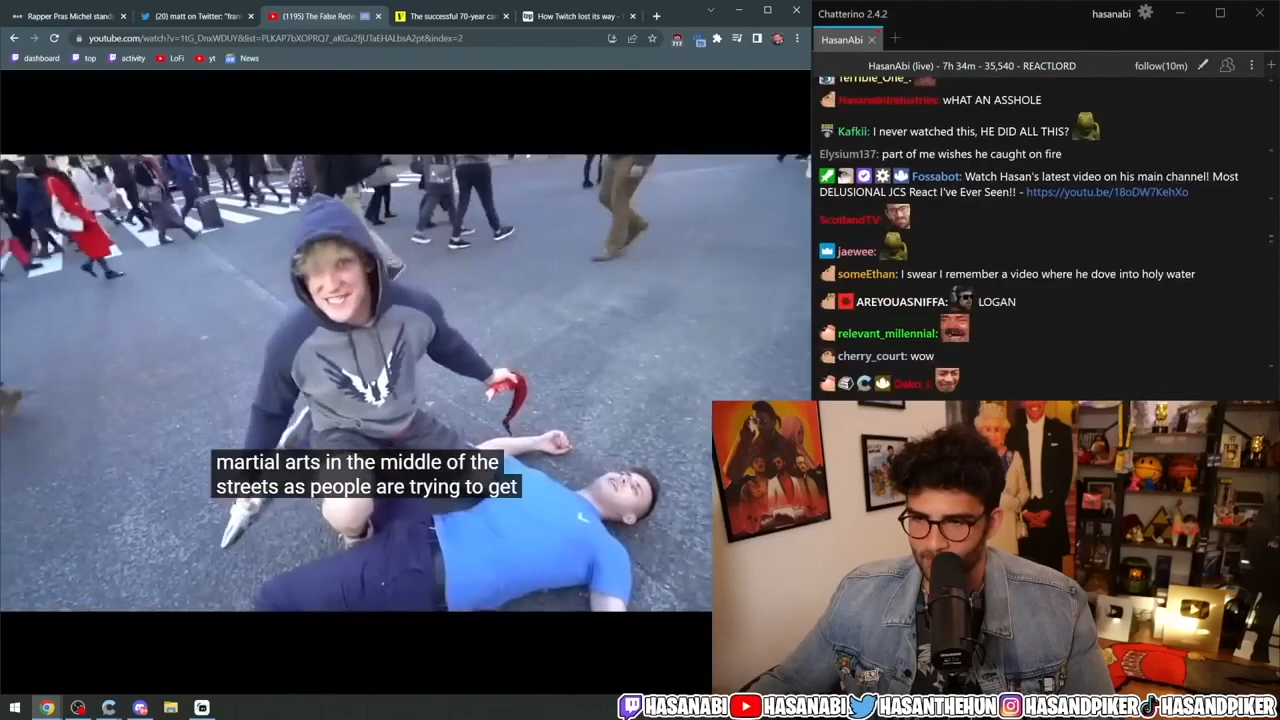 Rapper Pras Michel stand
(20) matt on Twitter: "fran
(1195) The False Rede
The successful 70-year ca
How Twitch lost its way -
youtube.com/watch?v=1tG_DnxWDUY&list=PLKAP7bXOPRQ7_aKGu2fjUTaEHALbsA2pt&index=2
dashboard
top
activity
LoFi
yt
News
martial arts in the middle of the
streets as people are trying to get
Chatterino 2.4.2
hasanabi
HasanAbi
HasanAbi (live) - 7h 34m - 35,540 - REACTLORD
follow(10m)
Terrible_One_:
HasanabiIndustries: wHAT AN ASSHOLE
Kafkii: I never watched this, HE DID ALL THIS?
Elysium137: part of me wishes he caught on fire
Fossabot: Watch Hasan's latest video on his main channel! Most
DELUSIONAL JCS React I've Ever Seen!! - https://youtu.be/18oDW7KehXo
ScotlandTV:
jaewee:
someEthan: I swear I remember a video where he dove into holy water
AREYOUASNIFFA: LOGAN
relevant_millennial:
cherry_court: wow
HASANABI
HASANABI
HASANTHEHUN
HASANDPIKER
HASANDPIKER